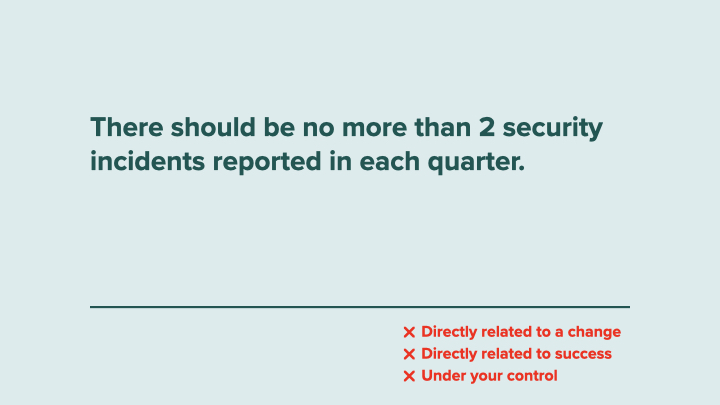 There should be no more than 2 security
incidents reported in each quarter.
❌ Directly related to a change
❌ Directly related to success
❌ Under your control